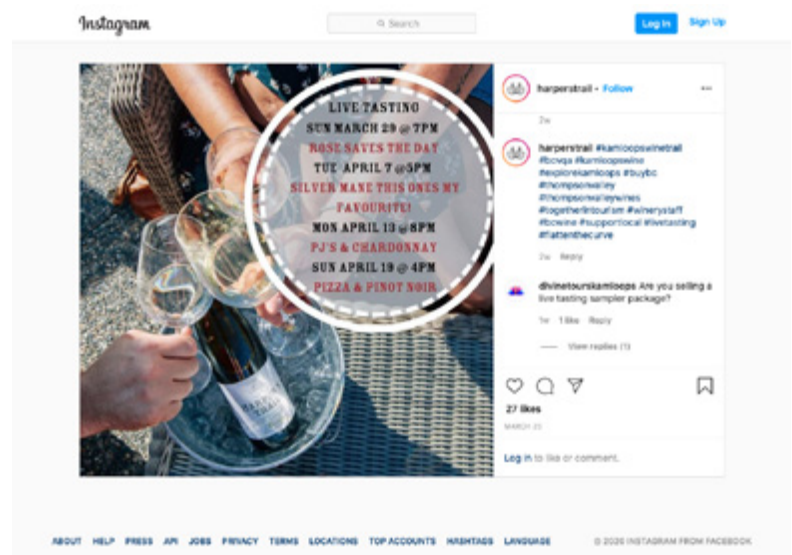 Instagram
Search
Log In
Sign Up
LIVE TASTING
SUN MARCH 29 @ 7PM
ROSE SAVES THE DAY
TUE APRIL 7 @5PM
SILVER MANE THIS ONES MY
FAVOURITE!
MON APRIL 13 @ 8PM
PJ'S & CHARDONNAY
SUN APRIL 19 @ 4PM
PIZZA & PINOT NOIR
harperstrail • Follow
2w
harperstrail #kamloopswinetrail
#bcvqa #kamloopswine
#explorekamloops #buybc
#thompsonvalley
#thompsonvalleywines
#togetherintourism #winerystaff
#bcwine #supportlocal #livetasting
#flattenthecurve
2w Reply
divinetourskamloops Are you selling a
live tasting sampler package?
1w 1 like Reply
View replies (1)
27 likes
MARCH
Log in to like or comment.
ABOUT HELP PRESS API JOBS PRIVACY TERMS LOCATIONS TOP ACCOUNTS HASHTAGS LANGUAGE
© 2020 INSTAGRAM FROM FACEBOOK